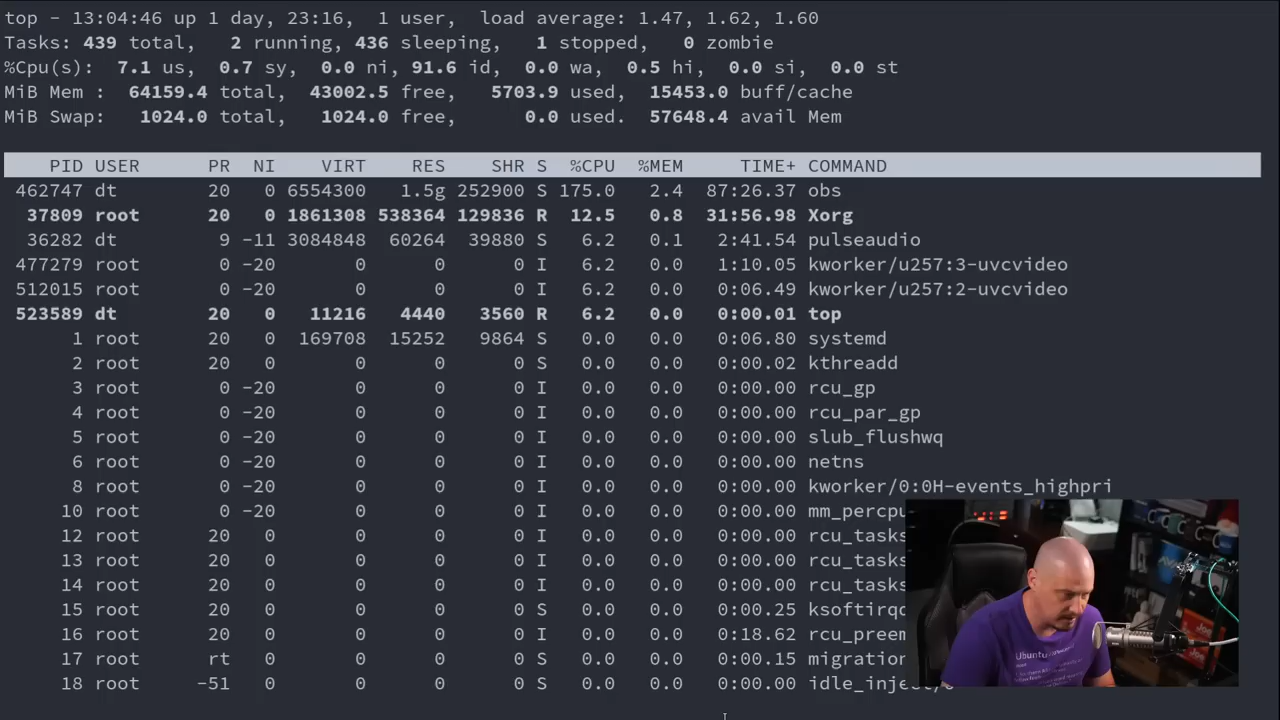 top - 13:04:46 up 1 day, 23:16,  1 user,  load average: 1.47, 1.62, 1.60
Tasks: 439 total,   2 running, 436 sleeping,   1 stopped,   0 zombie
%Cpu(s):  7.1 us,  0.7 sy,  0.0 ni, 91.6 id,  0.0 wa,  0.5 hi,  0.0 si,  0.0 st
MiB Mem :  64159.4 total,  43002.5 free,   5703.9 used,  15453.0 buff/cache
MiB Swap:   1024.0 total,   1024.0 free,      0.0 used.  57648.4 avail Mem
PID USER PR NI VIRT RES SHR S %CPU %MEM TIME+ COMMAND
462747 dt 20 0 6554300 1.5g 252900 S 175.0 2.4 87:26.37 obs
37809 root 20 0 1861308 538364 129836 R 12.5 0.8 31:56.98 Xorg
36282 dt 9 -11 3084848 60264 39880 S 6.2 0.1 2:41.54 pulseaudio
477279 root 0 -20 0 0 0 I 6.2 0.0 1:10.05 kworker/u257:3-uvcvideo
512015 root 0 -20 0 0 0 I 6.2 0.0 0:06.49 kworker/u257:2-uvcvideo
523589 dt 20 0 11216 4440 3560 R 6.2 0.0 0:00.01 top
1 root 20 0 169708 15252 9864 S 0.0 0.0 0:06.80 systemd
2 root 20 0 0 0 0 S 0.0 0.0 0:00.02 kthreadd
3 root 0 -20 0 0 0 I 0.0 0.0 0:00.00 rcu_gp
4 root 0 -20 0 0 0 I 0.0 0.0 0:00.00 rcu_par_gp
5 root 0 -20 0 0 0 I 0.0 0.0 0:00.00 slub_flushwq
6 root 0 -20 0 0 0 I 0.0 0.0 0:00.00 netns
8 root 0 -20 0 0 0 I 0.0 0.0 0:00.00 kworker/0:0H-events_highpri
10 root 0 -20 0 0 0 I 0.0 0.0 0:00.00 mm_percpu
12 root 20 0 0 0 0 I 0.0 0.0 0:00.00 rcu_tasks
13 root 20 0 0 0 0 I 0.0 0.0 0:00.00 rcu_tasks
14 root 20 0 0 0 0 I 0.0 0.0 0:00.00 rcu_tasks
15 root 20 0 0 0 0 S 0.0 0.0 0:00.25 ksoftirqd
16 root 20 0 0 0 0 I 0.0 0.0 0:18.62 rcu_preem
17 root rt 0 0 0 0 S 0.0 0.0 0:00.15 migration
18 root -51 0 0 0 0 S 0.0 0.0 0:00.00 idle_inject/0
Ubuntu